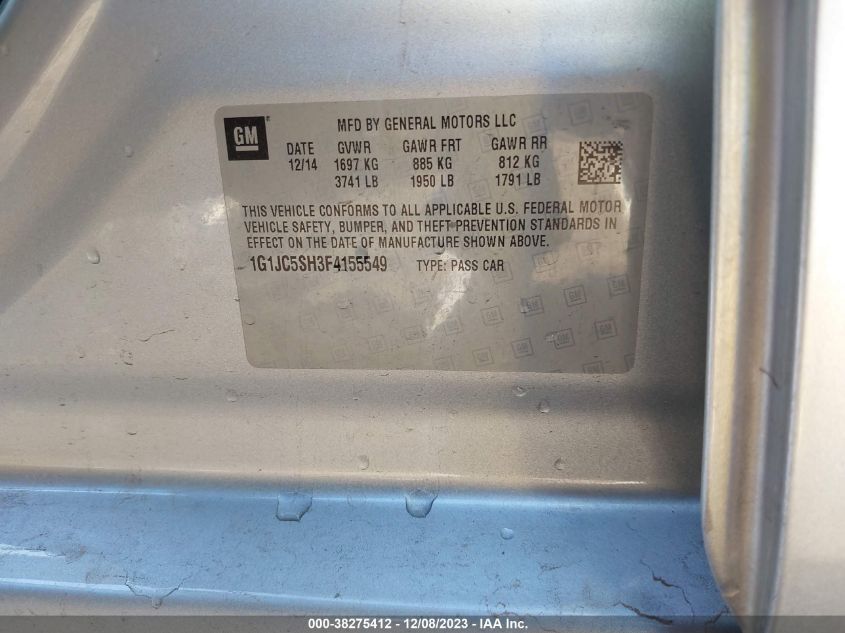 GM
MFD BY GENERAL MOTORS LLC
DATE GVWR GAWR FRT GAWR RR
12/14 1697 KG 885 KG 812 KG
3741 LB 1950 LB 1791 LB
THIS VEHICLE CONFORMS TO ALL APPLICABLE U.S. FEDERAL MOTOR
VEHICLE SAFETY, BUMPER, AND THEFT PREVENTION STANDARDS IN
EFFECT ON THE DATE OF MANUFACTURE SHOWN ABOVE.
1G1JC5SH3F4155549 TYPE: PASS CAR
000-38275412 - 12/08/2023 - IAA Inc.